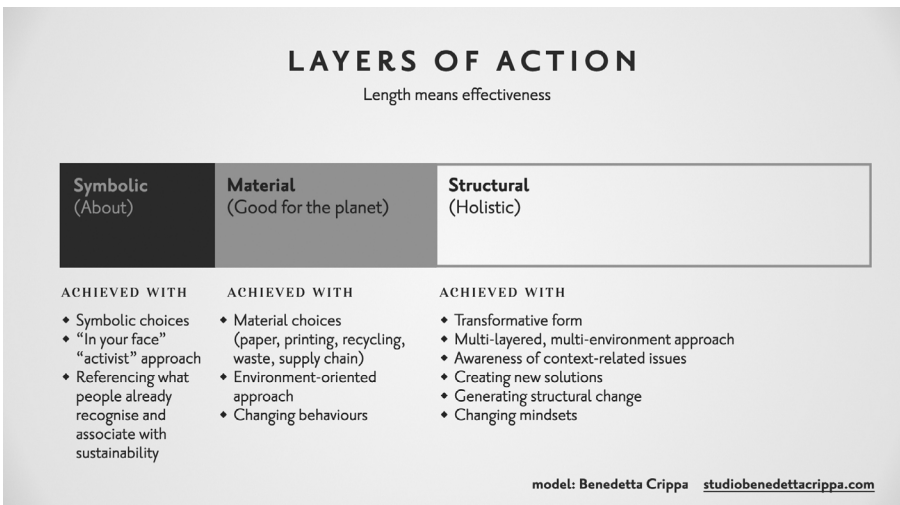 LAYERS OF ACTION
Length means effectiveness
Symbolic
(About)
Material
(Good for the planet)
Structural
(Holistic)
ACHIEVED WITH
◆ Symbolic choices
◆ “In your face”
“activist” approach
◆ Referencing what
people already
recognise and
associate with
sustainability
ACHIEVED WITH
◆ Material choices
(paper, printing, recycling,
waste, supply chain)
◆ Environment-oriented
approach
◆ Changing behaviours
ACHIEVED WITH
◆ Transformative form
◆ Multi-layered, multi-environment approach
◆ Awareness of context-related issues
◆ Creating new solutions
◆ Generating structural change
◆ Changing mindsets
model: Benedetta Crippa studiobenedettacrippa.com